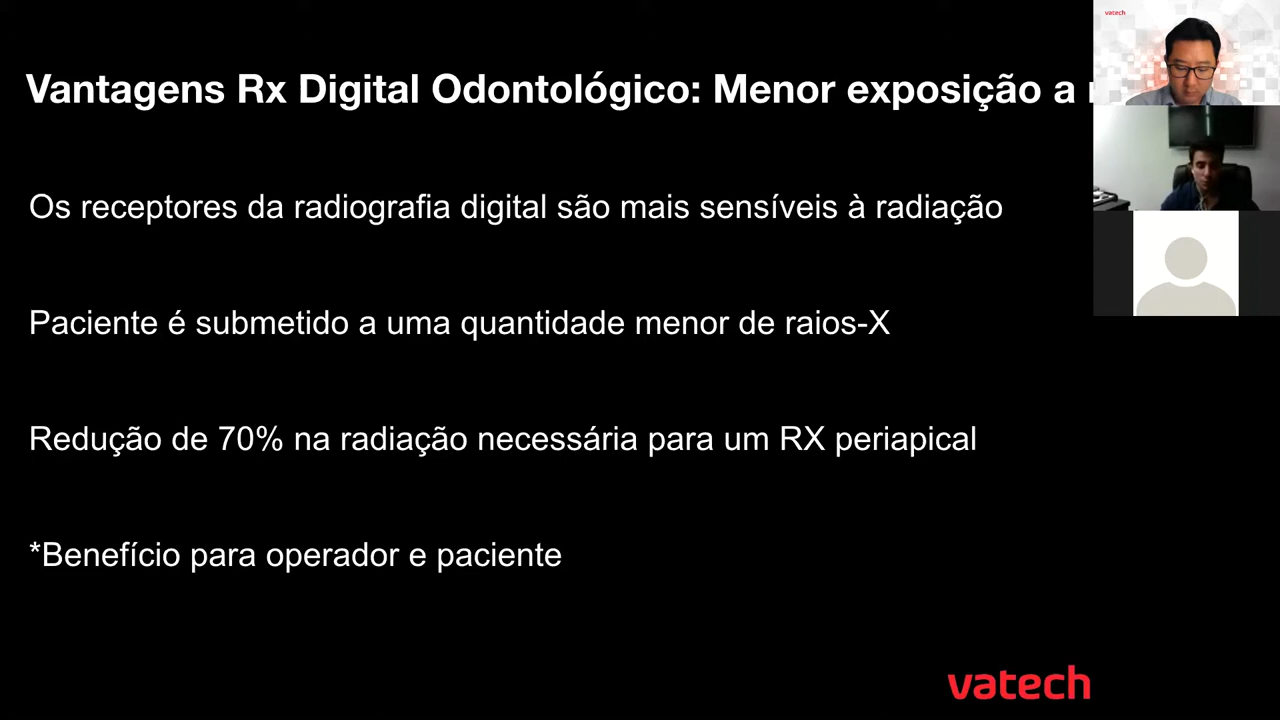 Vantagens Rx Digital Odontológico: Menor exposição a
Os receptores da radiografia digital são mais sensíveis à radiação
Paciente é submetido a uma quantidade menor de raios-X
Redução de 70% na radiação necessária para um RX periapical
*Benefício para operador e paciente
vatech
vatech